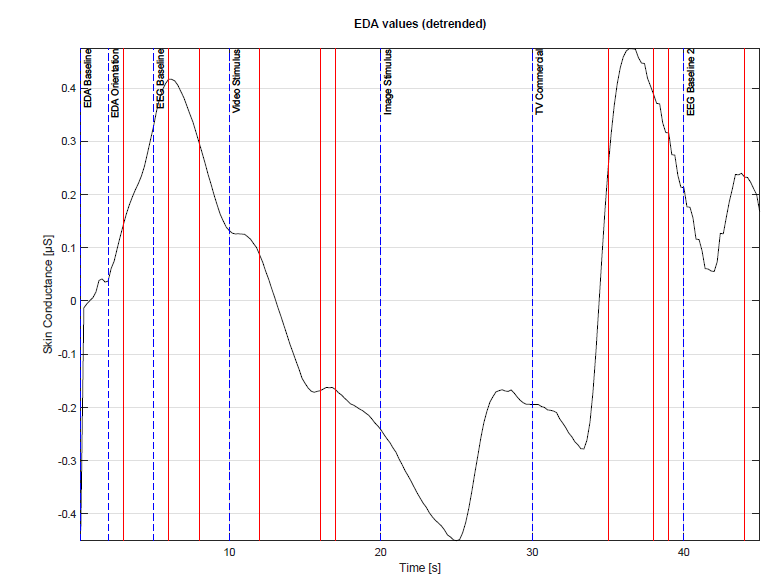 EDA values (detrended)
EDA Baseline
EDA Orientation
EEG Baseline
Video Stimulus
Image Stimulus
TV Commercial
EEG Baseline 2
0.4
0.3
0.2
0.1
0
-0.1
-0.2
-0.3
-0.4
Skin Conductance [µS]
10
20
30
40
Time [s]